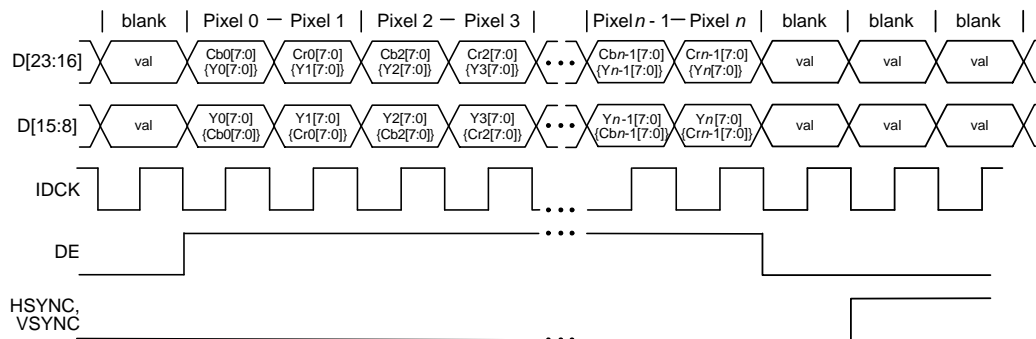 blank Pixel 0 — Pixel 1 Pixel 2 — Pixel 3 Pixel n - 1 — Pixel n blank blank blank
D[23:16] val Cb0[7:0] Cr0[7:0] Cb2[7:0] Cr2[7:0] ••• Cbn-1[7:0] Crn-1[7:0] val val val
{Y0[7:0]} {Y1[7:0]} {Y2[7:0]} {Y3[7:0]} {Yn-1[7:0]} {Yn[7:0]}
D[15:8] val Y0[7:0] Y1[7:0] Y2[7:0] Y3[7:0] ••• Yn-1[7:0] Yn[7:0] val val val
{Cb0[7:0]} {Cr0[7:0]} {Cb2[7:0]} {Cr2[7:0]} {Cbn-1[7:0]} {Crn-1[7:0]}
IDCK •••
DE •••
HSYNC,
VSYNC •••